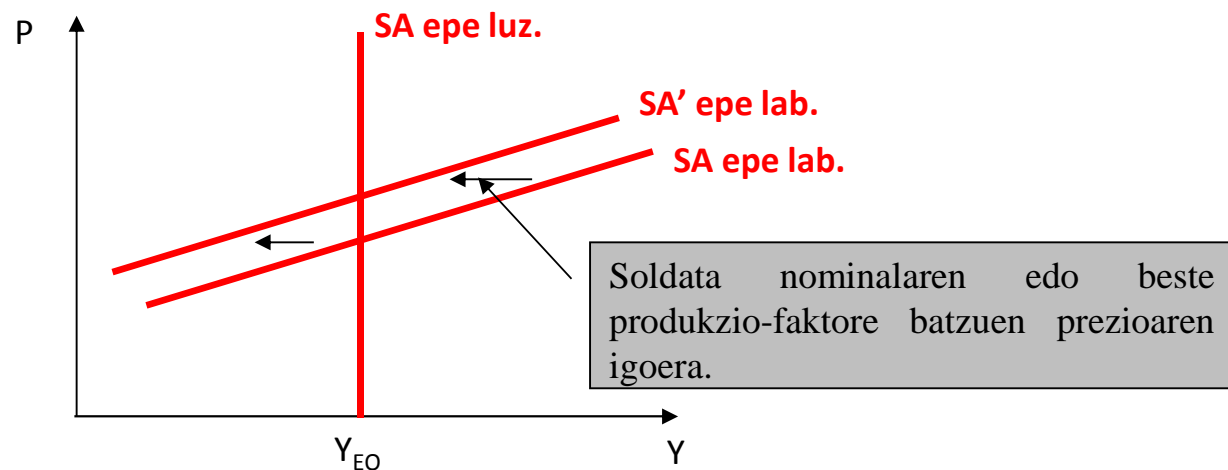 P
SA epe luz.
SA’ epe lab.
SA epe lab.
Soldata nominalaren edo beste
produkzio-faktore batzuen prezioaren
igoera.
Y_EO
Y